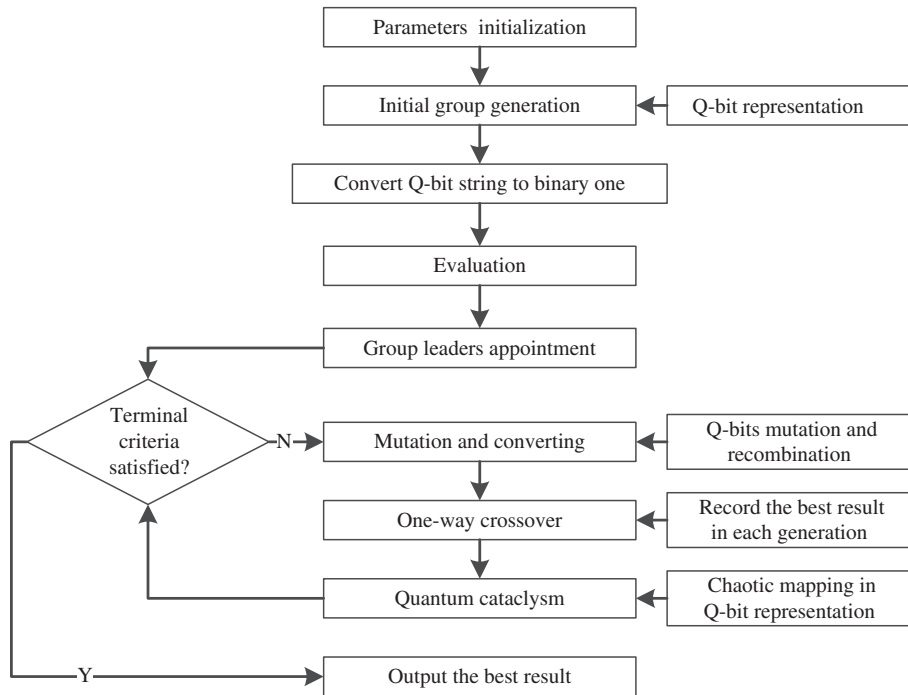 Parameters initialization
Initial group generation
Q-bit representation
Convert Q-bit string to binary one
Evaluation
Group leaders appointment
Terminal
criteria
satisfied?
N
Mutation and converting
Q-bits mutation and
recombination
One-way crossover
Record the best result
in each generation
Quantum cataclysm
Chaotic mapping in
Q-bit representation
Y
Output the best result